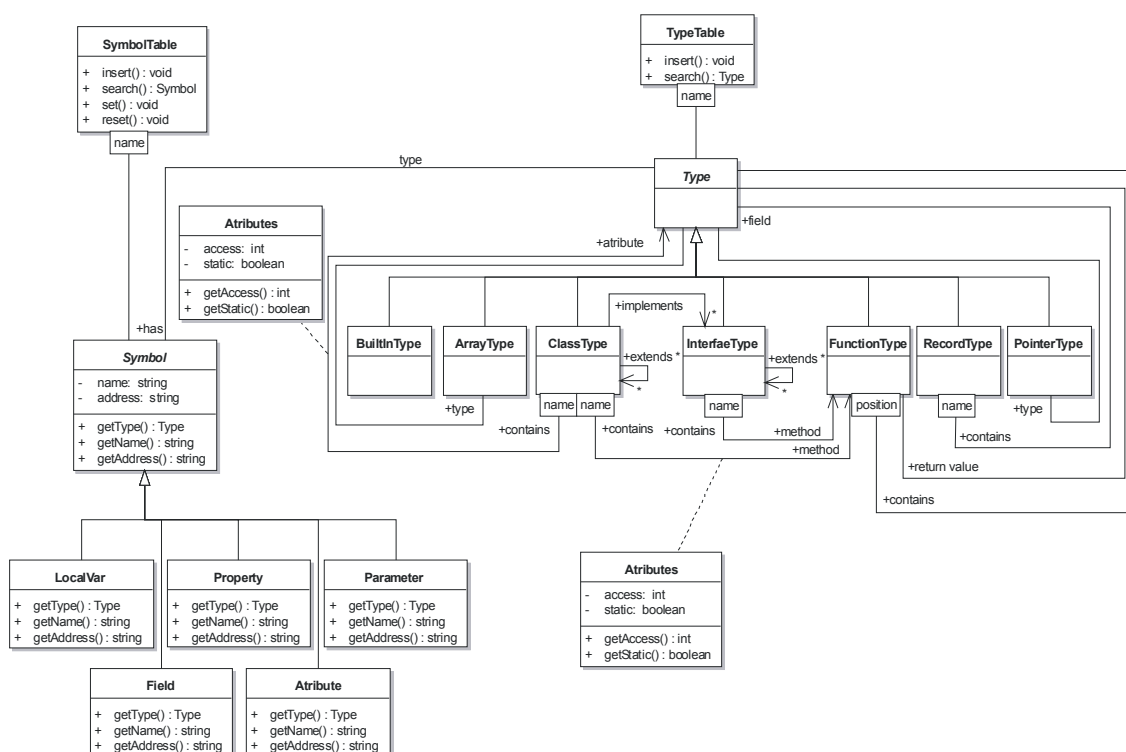 SymbolTable
+ insert() : void
+ search() : Symbol
+ set() : void
+ reset() : void
name
TypeTable
+ insert() : void
+ search() : Type
name
type
Type
+field
+atribute
Atributes
- access: int
- static: boolean
+ getAccess() : int
+ getStatic() : boolean
+implements
*
BuiltInType
ArrayType
ClassType
InterfaeType
FunctionType
RecordType
PointerType
+extends *
*
+extends *
*
name
name
name
position
name
+type
+type
+contains
+contains
+contains
+method
+method
+contains
+return value
+contains
+has
Symbol
- name: string
- address: string
+ getType() : Type
+ getName() : string
+ getAddress() : string
LocalVar
+ getType() : Type
+ getName() : string
+ getAddress() : string
Property
+ getType() : Type
+ getName() : string
+ getAddress() : string
Parameter
+ getType() : Type
+ getName() : string
+ getAddress() : string
Atributes
- access: int
- static: boolean
+ getAccess() : int
+ getStatic() : boolean
Field
+ getType() : Type
+ getName() : string
+ getAddress() : string
Atribute
+ getType() : Type
+ getName() : string
+ getAddress() : string